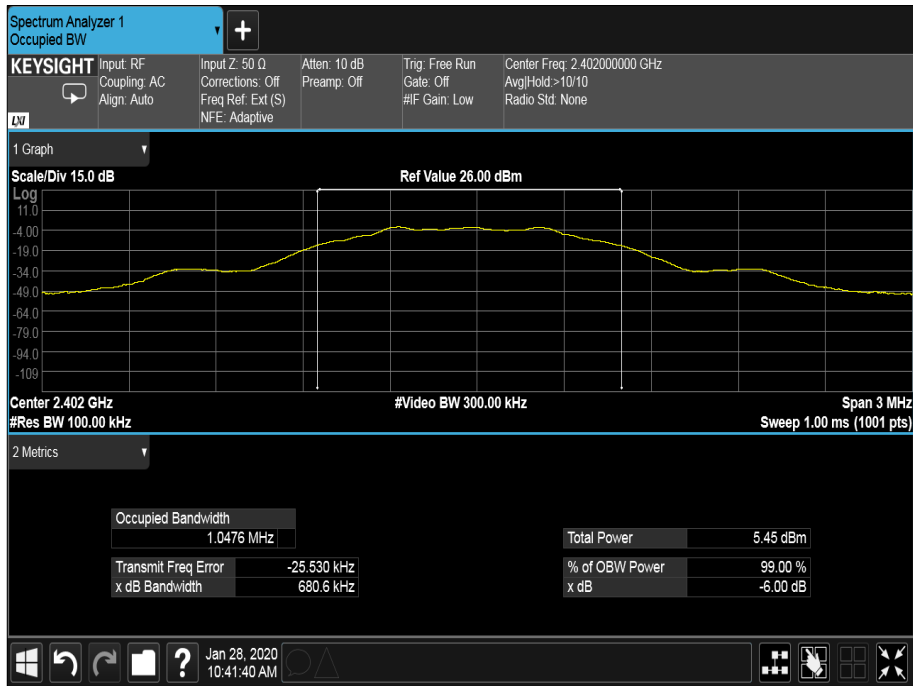 Spectrum Analyzer 1
Occupied BW
+
KEYSIGHT
LXI
Input: RF
Coupling: AC
Align: Auto
Input Z: 50 Ω
Corrections: Off
Freq Ref: Ext (S)
NFE: Adaptive
Atten: 10 dB
Preamp: Off
Trig: Free Run
Gate: Off
#IF Gain: Low
Center Freq: 2.402000000 GHz
Avg|Hold:>10/10
Radio Std: None
1 Graph
Scale/Div 15.0 dB
Ref Value 26.00 dBm
Log
11.0
-4.00
-19.0
-34.0
-49.0
-64.0
-79.0
-94.0
-109
Center 2.402 GHz
#Video BW 300.00 kHz
Span 3 MHz
#Res BW 100.00 kHz
Sweep 1.00 ms (1001 pts)
2 Metrics
Occupied Bandwidth
1.0476 MHz
Total Power 5.45 dBm
Transmit Freq Error -25.530 kHz
% of OBW Power 99.00 %
x dB Bandwidth 680.6 kHz
x dB -6.00 dB
?
Jan 28, 2020
10:41:40 AM